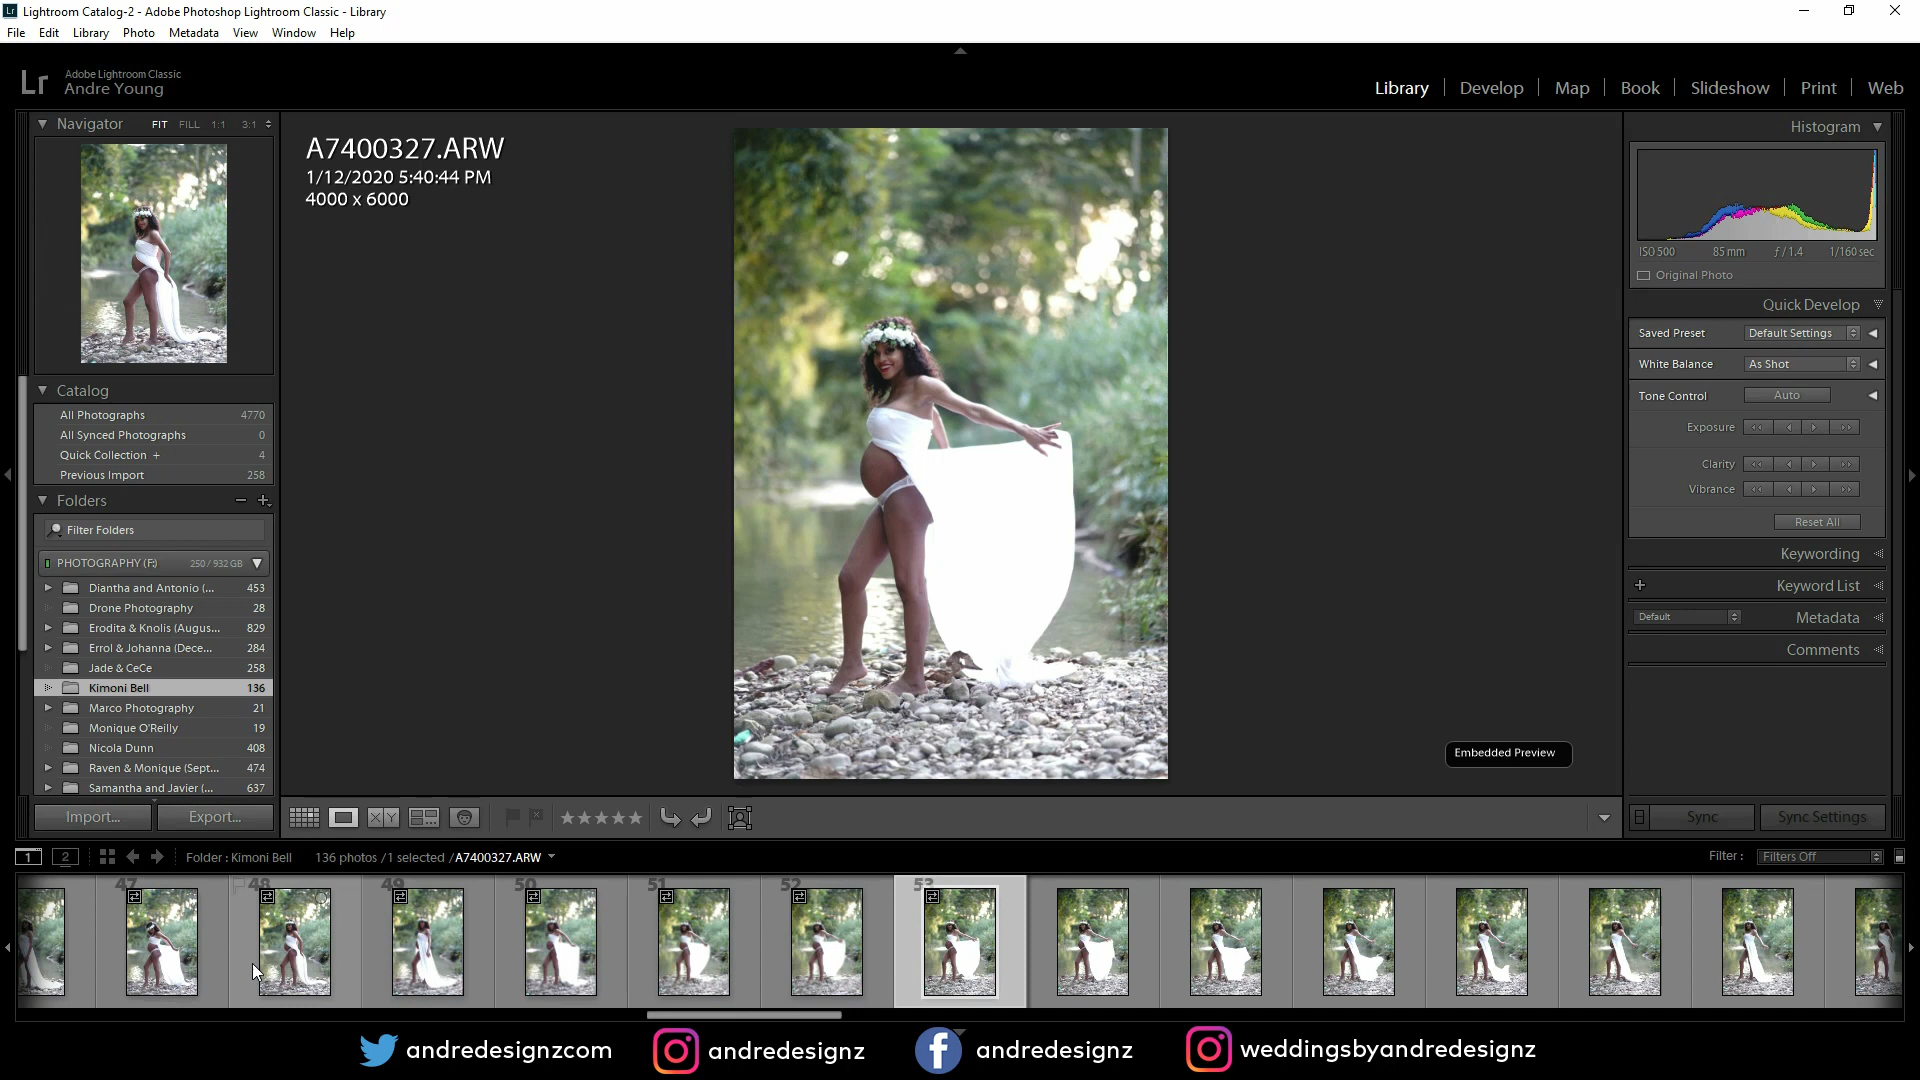 Lightroom Catalog-2 - Adobe Photoshop Lightroom Classic - Library
File Edit Library Photo Metadata View Window Help
Lr
Adobe Lightroom Classic
Andre Young
Library Develop Map Book Slideshow Print Web
Navigator FIT FILL 1:1 3:1
A7400327.ARW
1/12/2020 5:40:44 PM
4000 x 6000
Histogram
ISO 500 85 mm ƒ / 1.4 1/160 sec
Original Photo
Quick Develop
Saved Preset Default Settings
White Balance As Shot
Tone Control Auto
Exposure
Clarity
Vibrance
Reset All
Keywording
Keyword List
Default Metadata
Comments
Catalog
All Photographs 4770
All Synced Photographs 0
Quick Collection + 4
Previous Import 258
Folders
Filter Folders
PHOTOGRAPHY (F:) 250 / 932 GB
Diantha and Antonio (... 453
Drone Photography 28
Erodita & Knolis (Augus... 829
Errol & Johanna (Dece... 284
Jade & CeCe 258
Kimoni Bell 136
Marco Photography 21
Monique O'Reilly 19
Nicola Dunn 408
Raven & Monique (Sept... 474
Samantha and Javier (... 637
Embedded Preview
Import... Export...
XY
Sync Sync Settings
1 2 Folder : Kimoni Bell 136 photos / 1 selected / A7400327.ARW
Filter : Filters Off
47 48 49 50 51 52 53
andredesignzcom andredesignz andredesignz weddingsbyandredesignz